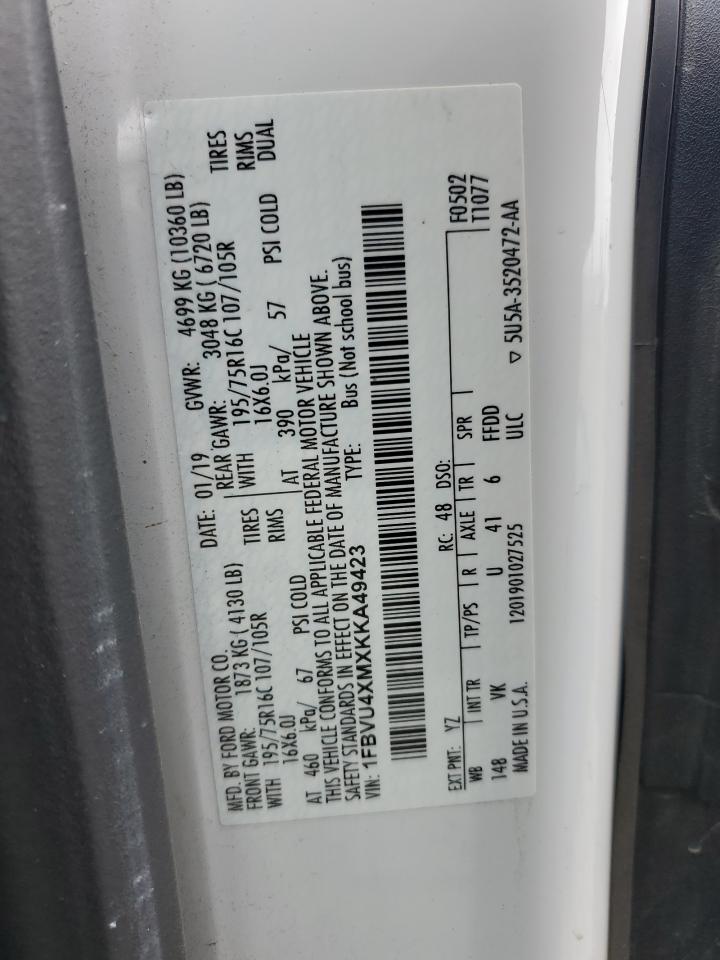 MFD. BY FORD MOTOR CO. DATE: 01/19 GVWR: 4699 KG (10360 LB)
FRONT GAWR: 1873 KG ( 4130 LB) REAR GAWR: 3048 KG ( 6720 LB)
WITH 195/75R16C 107/105R TIRES WITH 195/75R16C 107/105R TIRES
16X6.0J RIMS 16X6.0J RIMS
AT 460 kPa/ 67 PSI COLD AT 390 kPa/ 57 PSI COLD DUAL
THIS VEHICLE CONFORMS TO ALL APPLICABLE FEDERAL MOTOR VEHICLE
SAFETY STANDARDS IN EFFECT ON THE DATE OF MANUFACTURE SHOWN ABOVE.
VIN: 1FBVU4XMXKKA49423 TYPE: Bus (Not school bus)
F0502
T1077
EXT PNT: YZ RC: 48 DSO:
WB INT TR TP/PS R AXLE TR SPR
148 VK U 41 6 FFDD
MADE IN U.S.A. 1201901027525 ULC ▽ 5U5A-3520472-AA